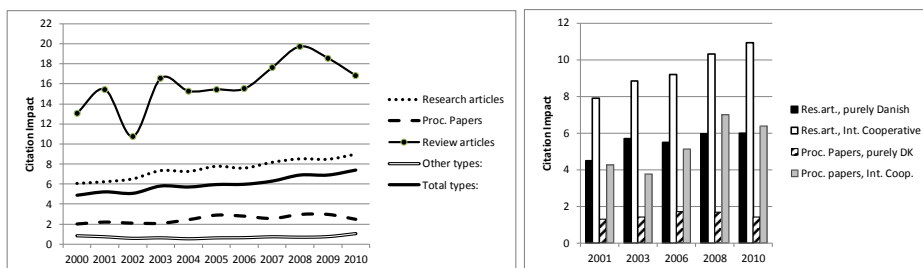 Citation Impact
22
20
18
16
14
12
10
8
6
4
2
0
2000 2001 2002 2003 2004 2005 2006 2007 2008 2009 2010
Research articles
Proc. Papers
Review articles
Other types:
Total types:
Citation Impact
12
10
8
6
4
2
0
2001 2003 2006 2008 2010
Res.art., purely Danish
Res.art., Int. Cooperative
Proc. Papers, purely DK
Proc. papers, Int. Coop.